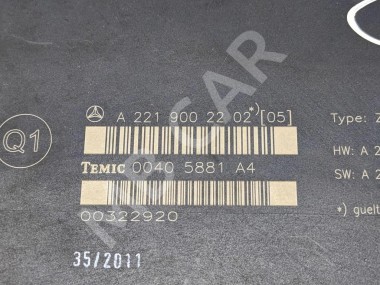 A 221 900 22 02*)[05]
Type: Z
Q1
TEMIC 0040 5881 A4
HW: A 2
SW: A 2
00322920
*) guelt
35/2011